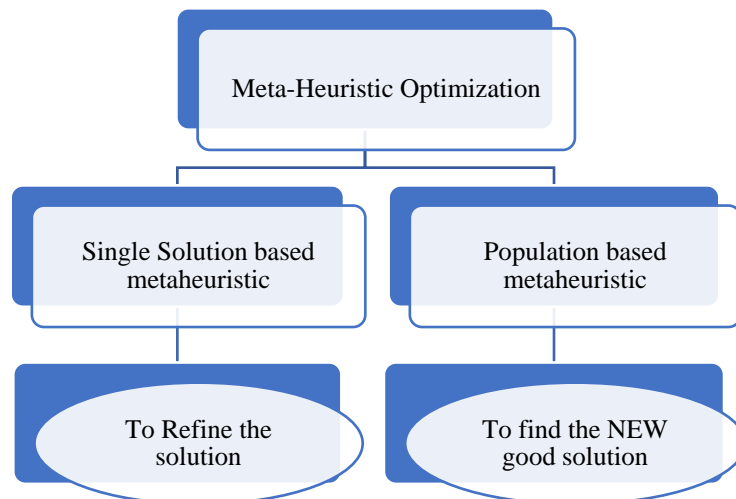 Meta-Heuristic Optimization
Single Solution based
metaheuristic
Population based
metaheuristic
To Refine the
solution
To find the NEW
good solution